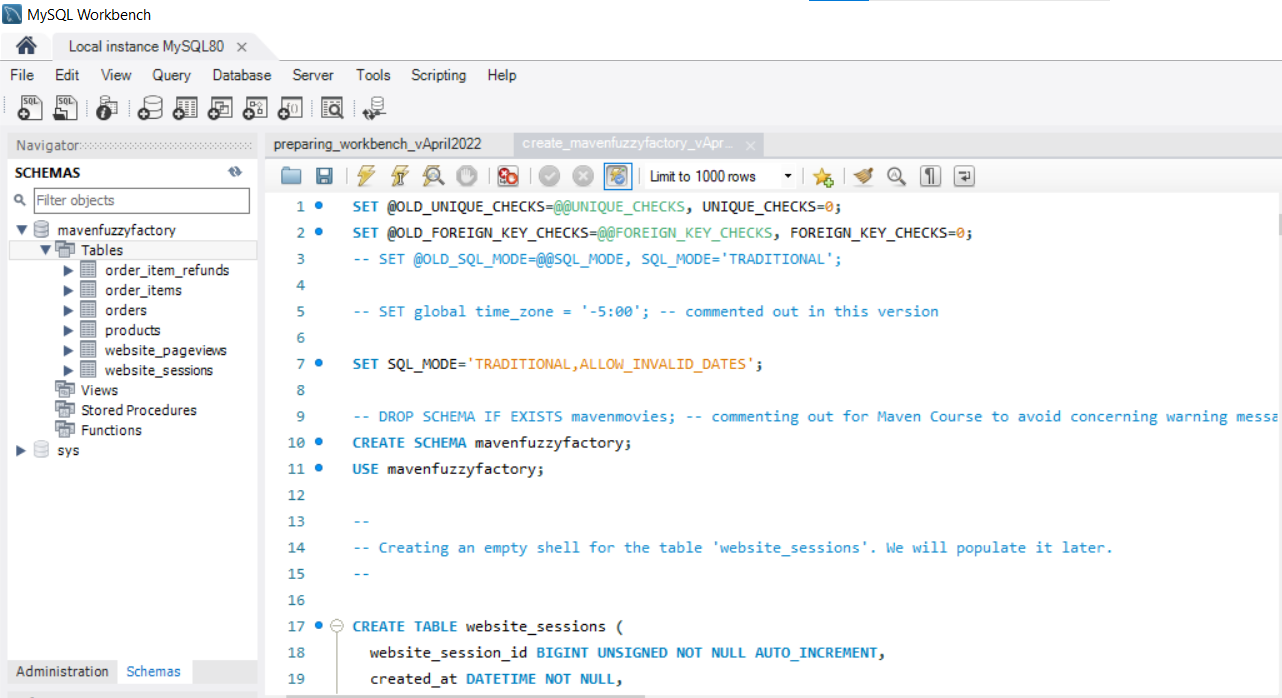 MySQL Workbench
Local instance MySQL80
File Edit View Query Database Server Tools Scripting Help
SQL SQL
Navigator
SCHEMAS
Filter objects
mavenfuzzyfactory
Tables
order_item_refunds
order_items
orders
products
website_pageviews
website_sessions
Views
Stored Procedures
Functions
sys
Administration Schemas
preparing_workbench_vApril2022 create_mavenfuzzyfactory_vApr...
Limit to 1000 rows
1 SET @OLD_UNIQUE_CHECKS=@@UNIQUE_CHECKS, UNIQUE_CHECKS=0;
2 SET @OLD_FOREIGN_KEY_CHECKS=@@FOREIGN_KEY_CHECKS, FOREIGN_KEY_CHECKS=0;
3 -- SET @OLD_SQL_MODE=@@SQL_MODE, SQL_MODE='TRADITIONAL';
4
5 -- SET global time_zone = '-5:00'; -- commented out in this version
6
7 SET SQL_MODE='TRADITIONAL,ALLOW_INVALID_DATES';
8
9 -- DROP SCHEMA IF EXISTS mavenmovies; -- commenting out for Maven Course to avoid concerning warning messa
10 CREATE SCHEMA mavenfuzzyfactory;
11 USE mavenfuzzyfactory;
12
13 --
14 -- Creating an empty shell for the table 'website_sessions'. We will populate it later.
15 --
16
17 CREATE TABLE website_sessions (
18 website_session_id BIGINT UNSIGNED NOT NULL AUTO_INCREMENT,
19 created_at DATETIME NOT NULL,